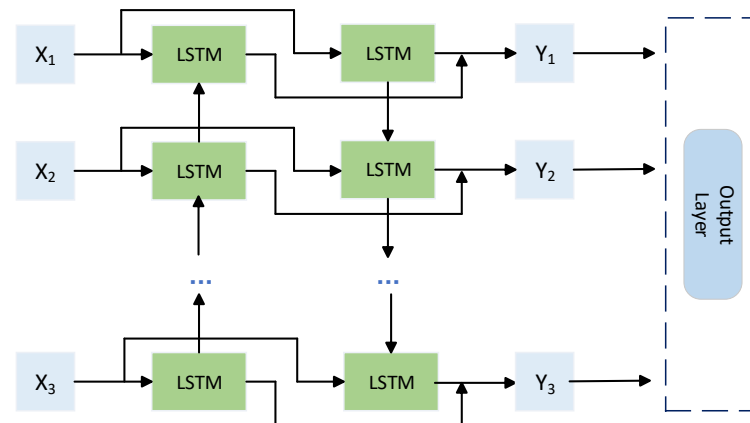 X₁ LSTM LSTM Y₁
X₂ LSTM LSTM Y₂
... ...
X₃ LSTM LSTM Y₃
Output
Layer